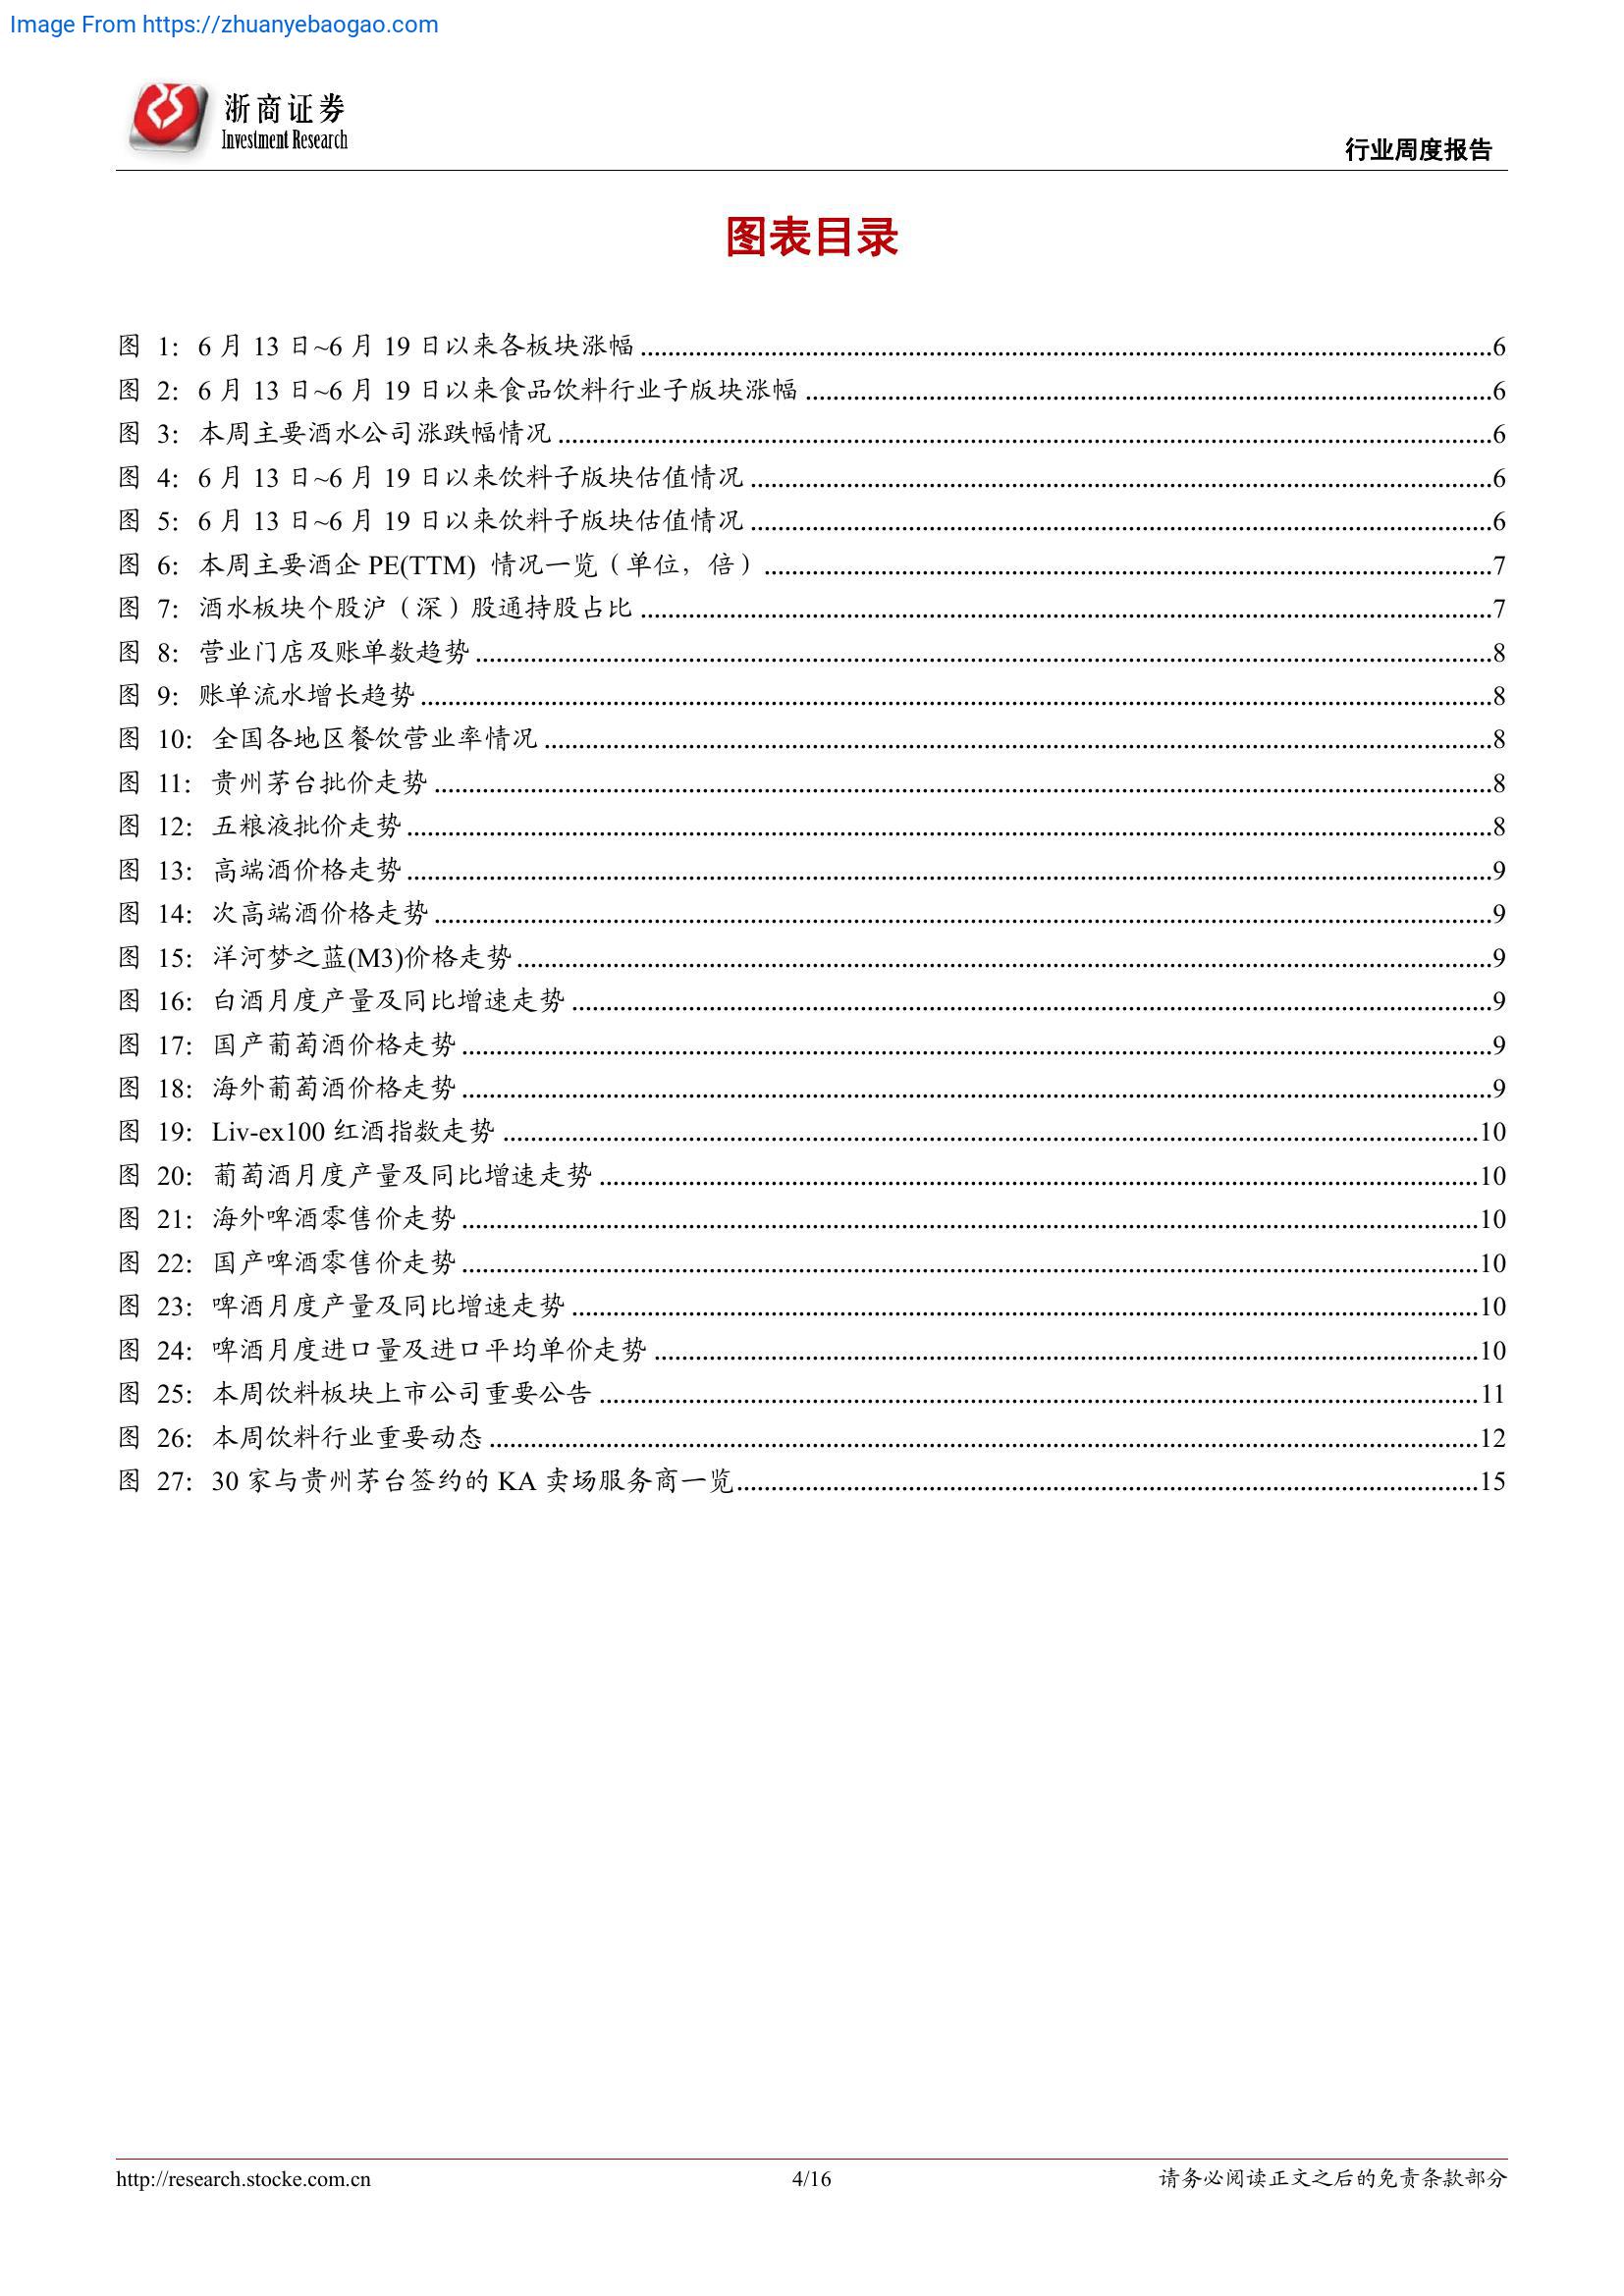 Image From https://zhuanyebaogao.com
浙商证券
Investment Research
行业周度报告
图表目录
图 1: 6 月 13 日~6 月 19 日以来各板块涨幅 6
图 2: 6 月 13 日~6 月 19 日以来食品饮料行业子版块涨幅 6
图 3: 本周主要酒水公司涨跌幅情况 6
图 4: 6 月 13 日~6 月 19 日以来饮料子版块估值情况 6
图 5: 6 月 13 日~6 月 19 日以来饮料子版块估值情况 6
图 6: 本周主要酒企 PE(TTM) 情况一览（单位，倍） 7
图 7: 酒水板块个股沪（深）股通持股占比 7
图 8: 营业门店及账单数趋势 8
图 9: 账单流水增长趋势 8
图 10: 全国各地区餐饮营业率情况 8
图 11: 贵州茅台批价走势 8
图 12: 五粮液批价走势 8
图 13: 高端酒价格走势 9
图 14: 次高端酒价格走势 9
图 15: 洋河梦之蓝(M3)价格走势 9
图 16: 白酒月度产量及同比增速走势 9
图 17: 国产葡萄酒价格走势 9
图 18: 海外葡萄酒价格走势 9
图 19: Liv-ex100 红酒指数走势 10
图 20: 葡萄酒月度产量及同比增速走势 10
图 21: 海外啤酒零售价走势 10
图 22: 国产啤酒零售价走势 10
图 23: 啤酒月度产量及同比增速走势 10
图 24: 啤酒月度进口量及进口平均单价走势 10
图 25: 本周饮料板块上市公司重要公告 11
图 26: 本周饮料行业重要动态 12
图 27: 30 家与贵州茅台签约的 KA 卖场服务商一览 15
http://research.stocke.com.cn 4/16 请务必阅读正文之后的免责条款部分